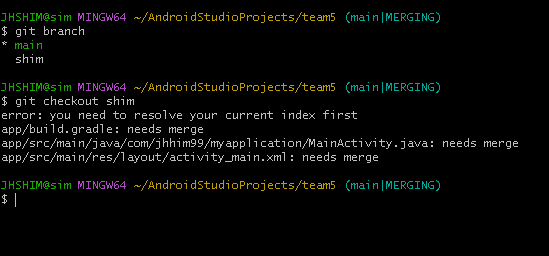 JHSHIM@sim MINGW64 ~/AndroidStudioProjects/team5 (main|MERGING)
$ git branch
* main
  shim
JHSHIM@sim MINGW64 ~/AndroidStudioProjects/team5 (main|MERGING)
$ git checkout shim
error: you need to resolve your current index first
app/build.gradle: needs merge
app/src/main/java/com/jhhim99/myapplication/MainActivity.java: needs merge
app/src/main/res/layout/activity_main.xml: needs merge
JHSHIM@sim MINGW64 ~/AndroidStudioProjects/team5 (main|MERGING)
$